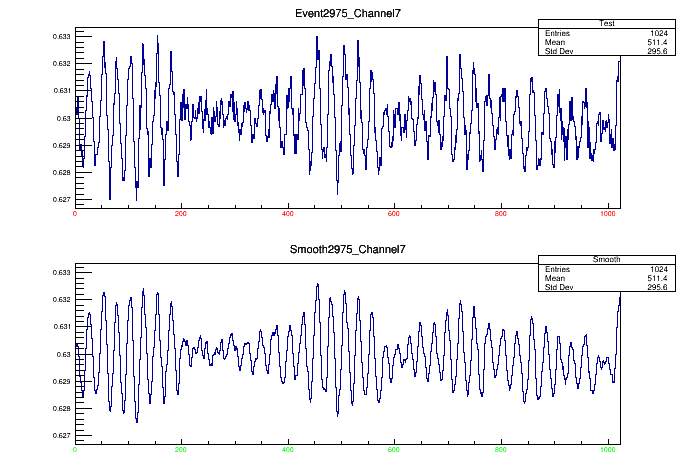 Event2975_Channel7
Test
Entries 1024
Mean 511.4
Std Dev 295.6
0.633
0.632
0.631
0.63
0.629
0.628
0.627
0 200 400 600 800 1000
Smooth2975_Channel7
Smooth
Entries 1024
Mean 511.4
Std Dev 295.6
0.633
0.632
0.631
0.63
0.629
0.628
0.627
0 200 400 600 800 1000